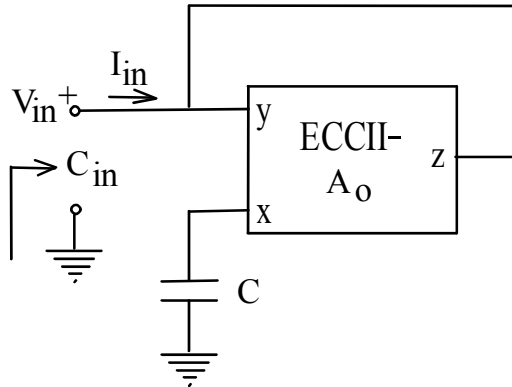 I_in
V_in +
y
ECCII-
A_o
z
C_in
x
C